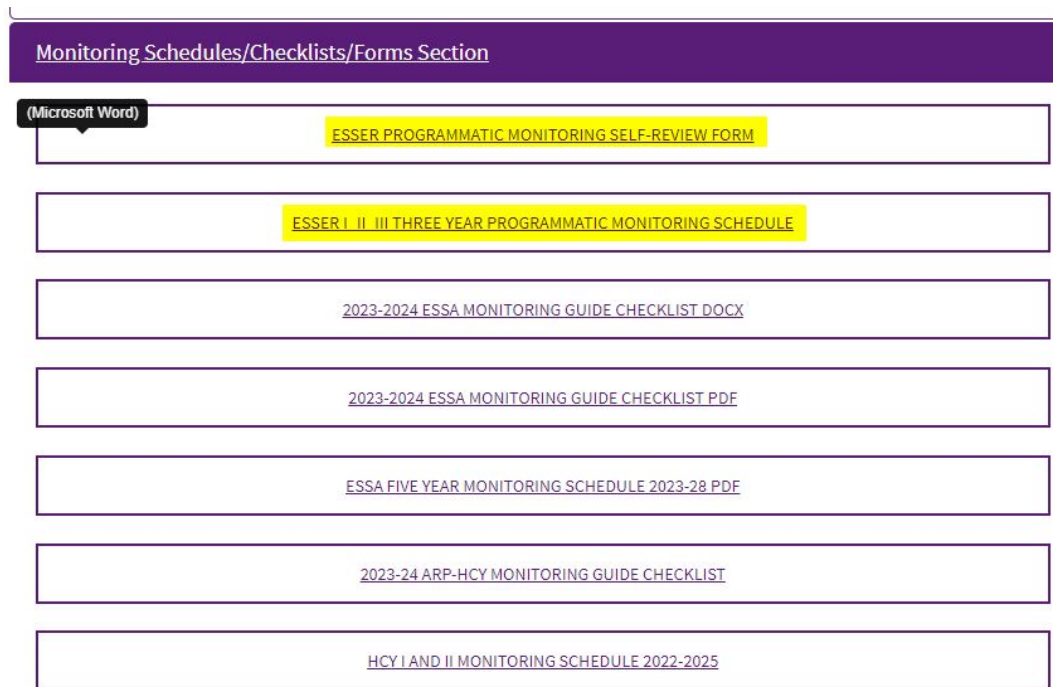 Monitoring Schedules/Checklists/Forms Section
(Microsoft Word)
ESSER PROGRAMMATIC MONITORING SELF-REVIEW FORM
ESSER I_II_III THREE YEAR PROGRAMMATIC MONITORING SCHEDULE
2023-2024 ESSA MONITORING GUIDE CHECKLIST DOCX
2023-2024 ESSA MONITORING GUIDE CHECKLIST PDF
ESSA FIVE YEAR MONITORING SCHEDULE 2023-28 PDF
2023-24 ARP-HCY MONITORING GUIDE CHECKLIST
HCY I AND II MONITORING SCHEDULE 2022-2025